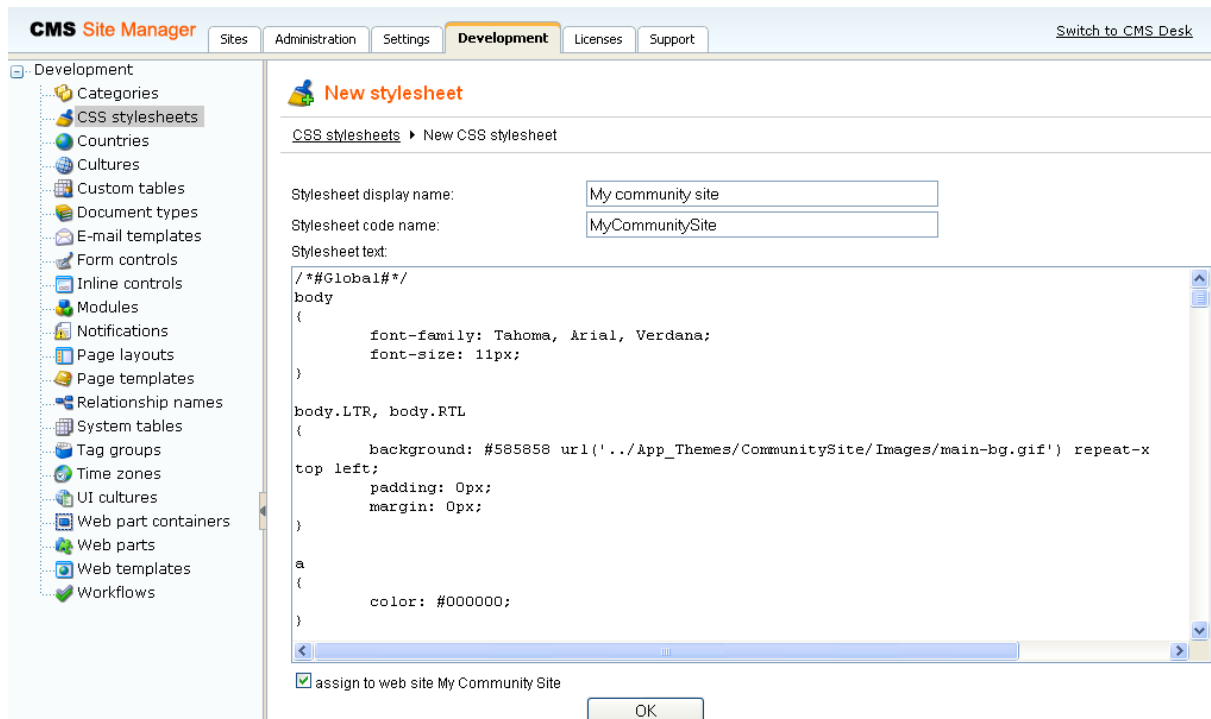 CMS Site Manager
Sites
Administration
Settings
Development
Licenses
Support
Switch to CMS Desk
Development
Categories
CSS stylesheets
Countries
Cultures
Custom tables
Document types
E-mail templates
Form controls
Inline controls
Modules
Notifications
Page layouts
Page templates
Relationship names
System tables
Tag groups
Time zones
UI cultures
Web part containers
Web parts
Web templates
Workflows
New stylesheet
CSS stylesheets ▸ New CSS stylesheet
Stylesheet display name: My community site
Stylesheet code name: MyCommunitySite
Stylesheet text:
/*#Global#*/
body
{
font-family: Tahoma, Arial, Verdana;
font-size: 11px;
}
body.LTR, body.RTL
{
background: #585858 url('../App_Themes/CommunitySite/Images/main-bg.gif') repeat-x
top left;
padding: 0px;
margin: 0px;
}
a
{
color: #000000;
}
assign to web site My Community Site
OK